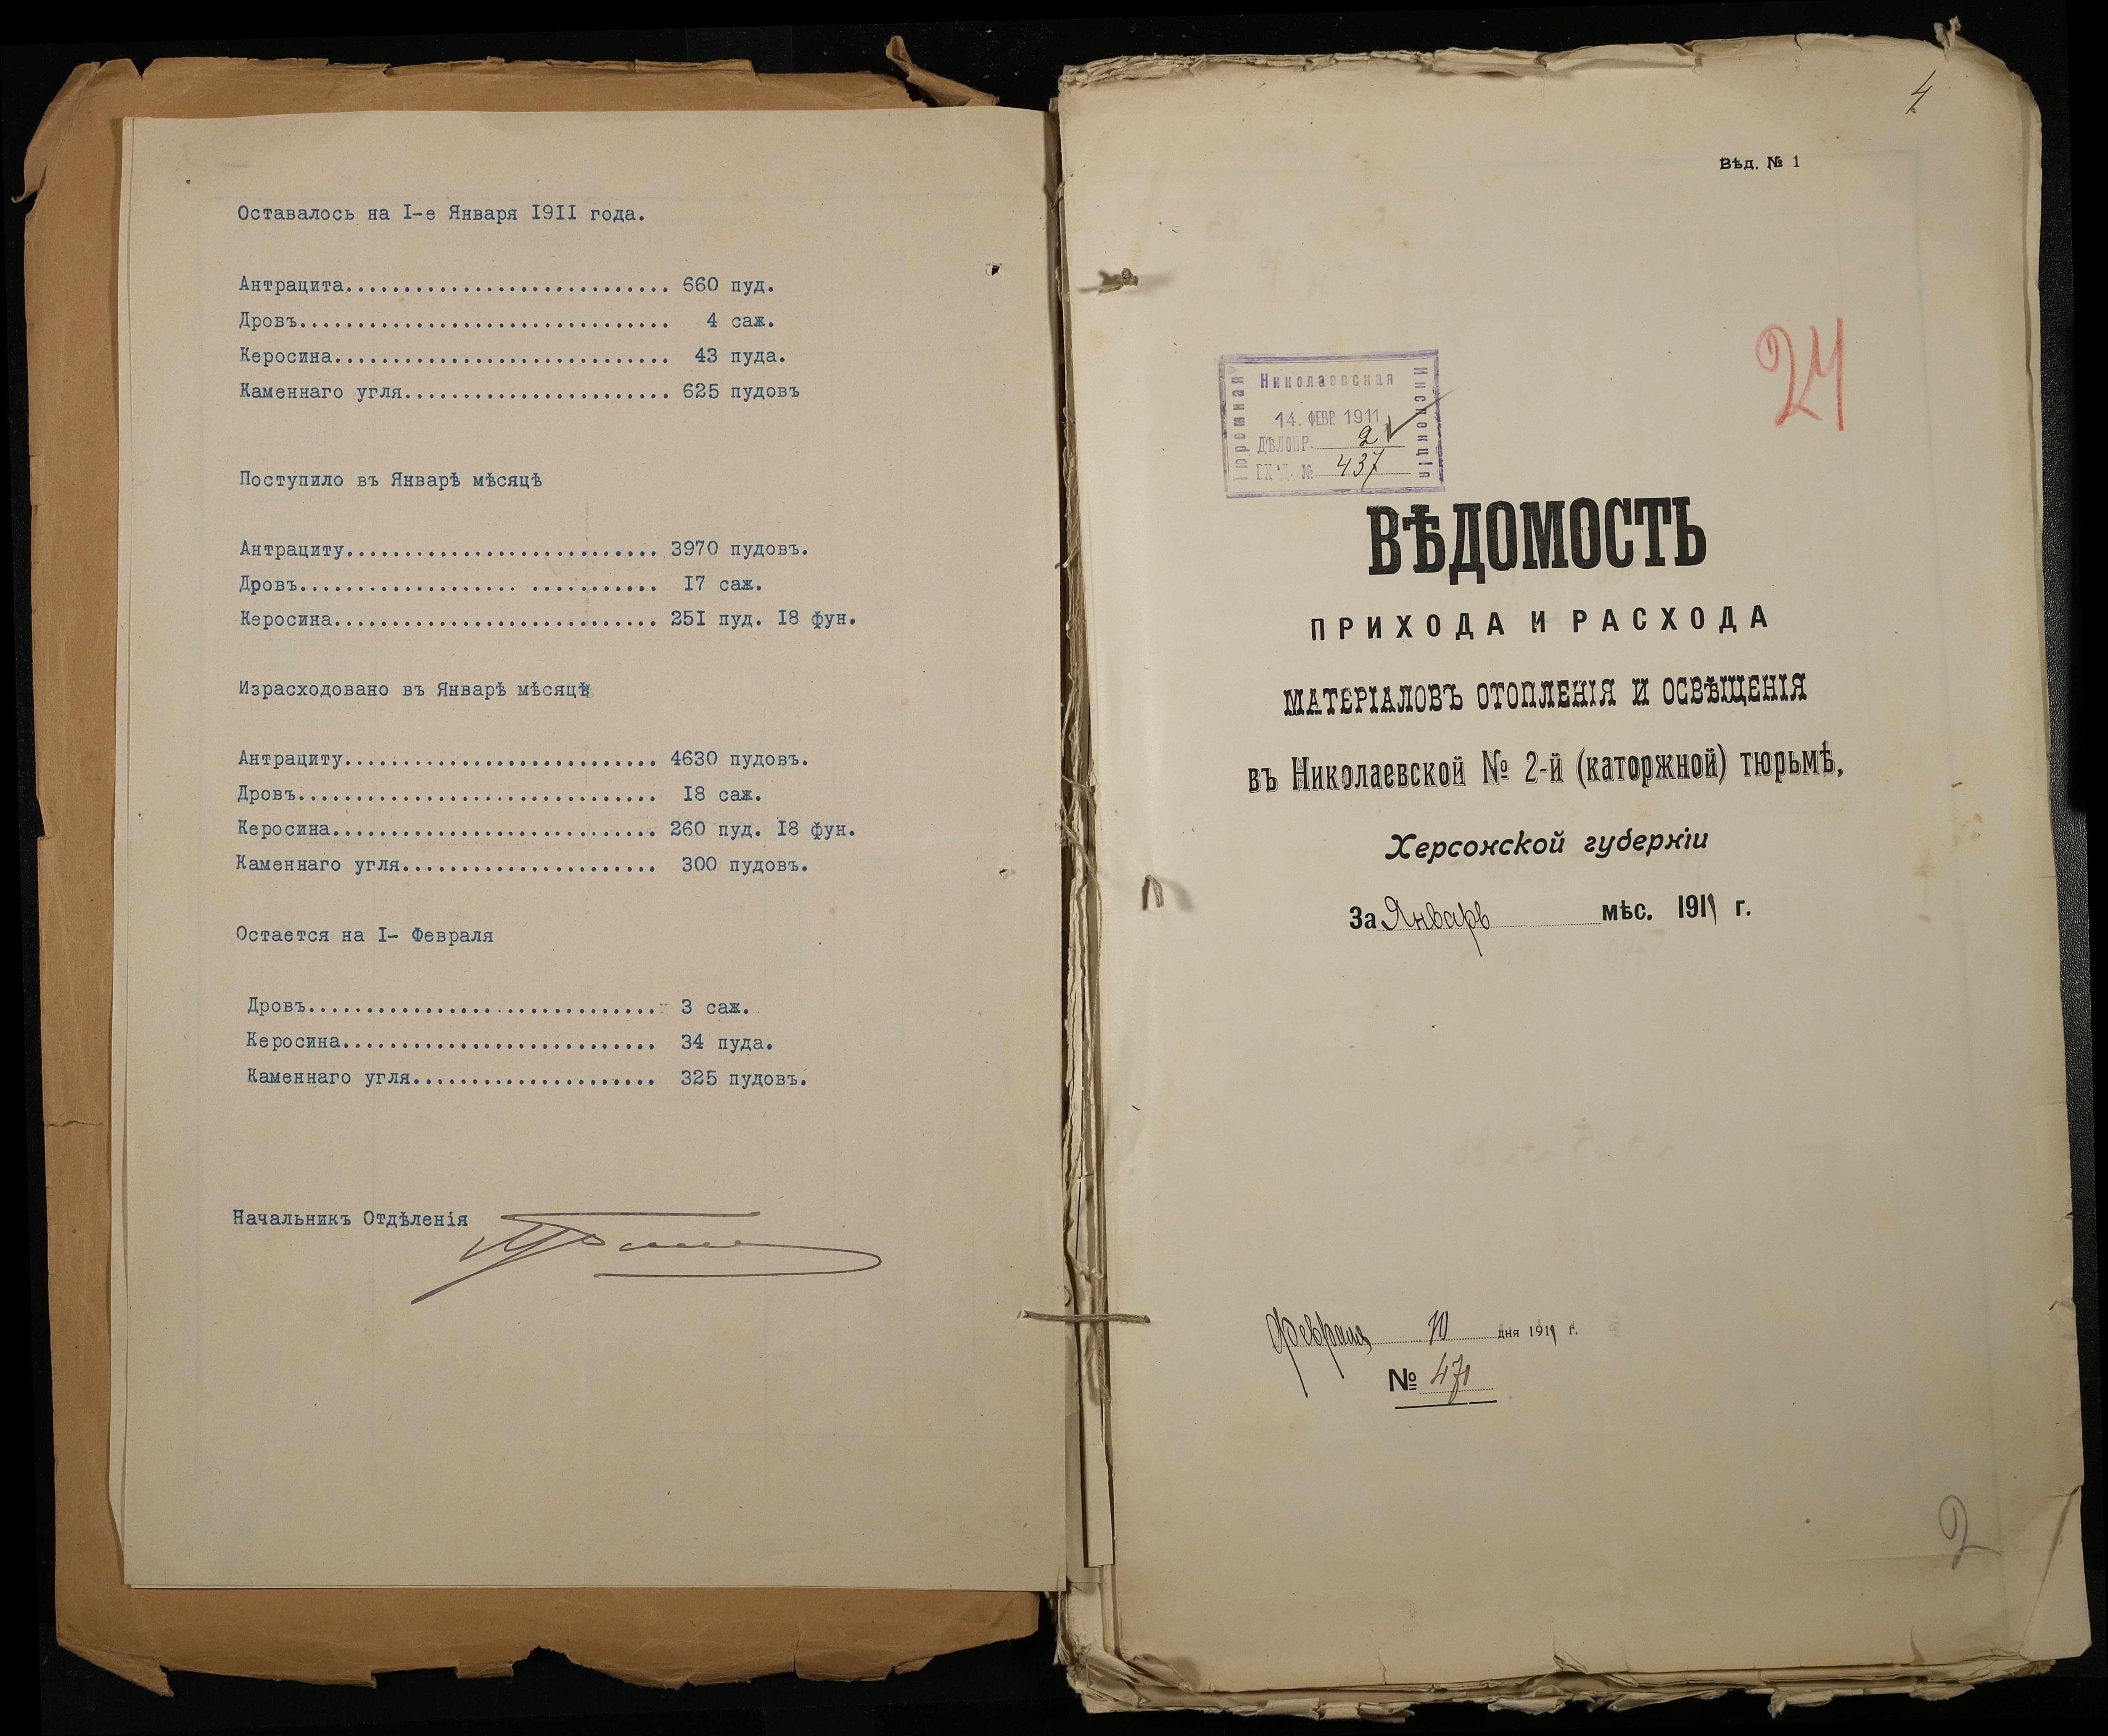 Оставалось на I-е Января I9II года.
Антрацита............................ 660 пуд.
Дровъ................................ 4 саж.
Керосина............................. 43 пуда.
Каменнаго угля....................... 625 пудовъ
Поступило въ Январѣ мѣсяцѣ
Антрациту........................... 3970 пудовъ.
Дровъ................... ........... I7 саж.
Керосина............................ 25I пуд. I8 фун.
Израсходовано въ Январѣ мѣсяцѣ
Антрациту........................... 4630 пудовъ.
Дровъ............................... I8 саж.
Керосина............................ 260 пуд. I8 фун.
Каменнаго угля...................... 300 пудовъ.
Остается на I- Февраля
Дровъ.............................. 3 саж.
Керосина........................... 34 пуда.
Каменнаго угля..................... 325 пудовъ.
Начальникъ Отдѣленія
4
Вѣд. № 1
24
Николаевская
Тюремная
Инспекція
14. ФЕВР. 1911
ДѢЛОПР. 2
ВХОД. № 437
ВѢДОМОСТЬ
ПРИХОДА И РАСХОДА
МАТЕРІАЛОВЪ ОТОПЛЕНІЯ И ОСВѢЩЕНІЯ
въ Николаевской № 2-й (каторжной) тюрьмѣ,
Херсонской губерніи
За Январь мѣс. 1911 г.
Февраля 10 дня 1911 г.
№ 471
2